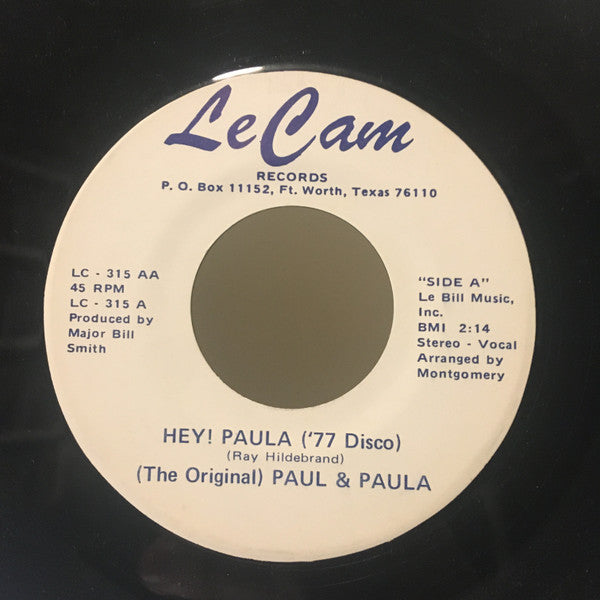 LeCam
RECORDS
P. O. Box 11152, Ft. Worth, Texas 76110
LC - 315 AA
45 RPM
LC - 315 A
Produced by
Major Bill
Smith
"SIDE A"
Le Bill Music,
Inc.
BMI 2:14
Stereo - Vocal
Arranged by
Montgomery
HEY! PAULA ('77 Disco)
(Ray Hildebrand)
(The Original) PAUL & PAULA